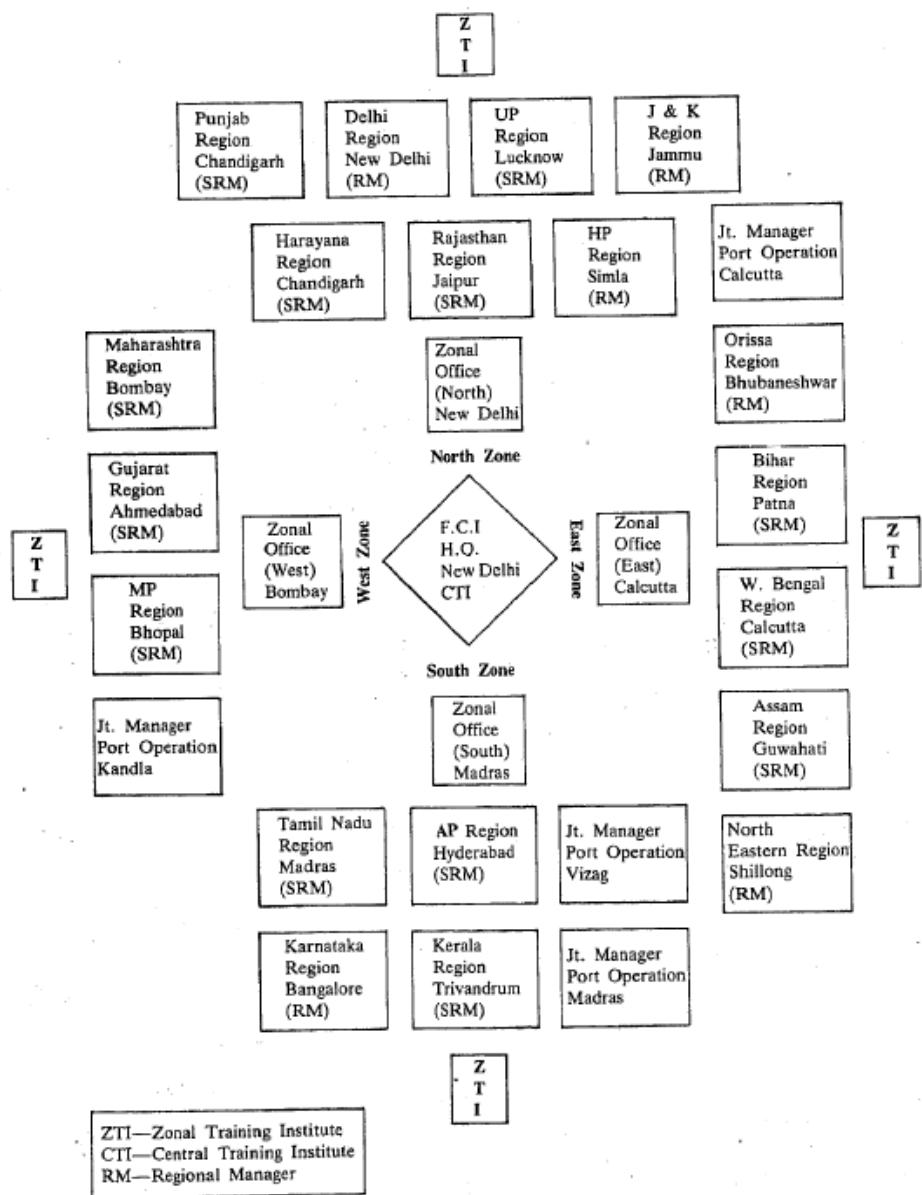 Z
T
I
Punjab
Region
Chandigarh
(SRM)
Delhi
Region
New Delhi
(RM)
UP
Region
Lucknow
(SRM)
J & K
Region
Jammu
(RM)
Harayana
Region
Chandigarh
(SRM)
Rajasthan
Region
Jaipur
(SRM)
HP
Region
Simla
(RM)
Jt. Manager
Port Operation
Calcutta
Maharashtra
Region
Bombay
(SRM)
Zonal
Office
(North)
New Delhi
Orissa
Region
Bhubaneshwar
(RM)
North Zone
Gujarat
Region
Ahmedabad
(SRM)
Bihar
Region
Patna
(SRM)
Z
T
I
Zonal
Office
(West)
Bombay
West Zone
F.C.I
H.O.
New Delhi
CTI
East Zone
Zonal
Office
(East)
Calcutta
Z
T
I
MP
Region
Bhopal
(SRM)
W. Bengal
Region
Calcutta
(SRM)
South Zone
Jt. Manager
Port Operation
Kandla
Zonal
Office
(South)
Madras
Assam
Region
Guwahati
(SRM)
Tamil Nadu
Region
Madras
(SRM)
AP Region
Hyderabad
(SRM)
Jt. Manager
Port Operation
Vizag
North
Eastern Region
Shillong
(RM)
Karnataka
Region
Bangalore
(RM)
Kerala
Region
Trivandrum
(SRM)
Jt. Manager
Port Operation
Madras
Z
T
I
ZTI—Zonal Training Institute
CTI—Central Training Institute
RM—Regional Manager